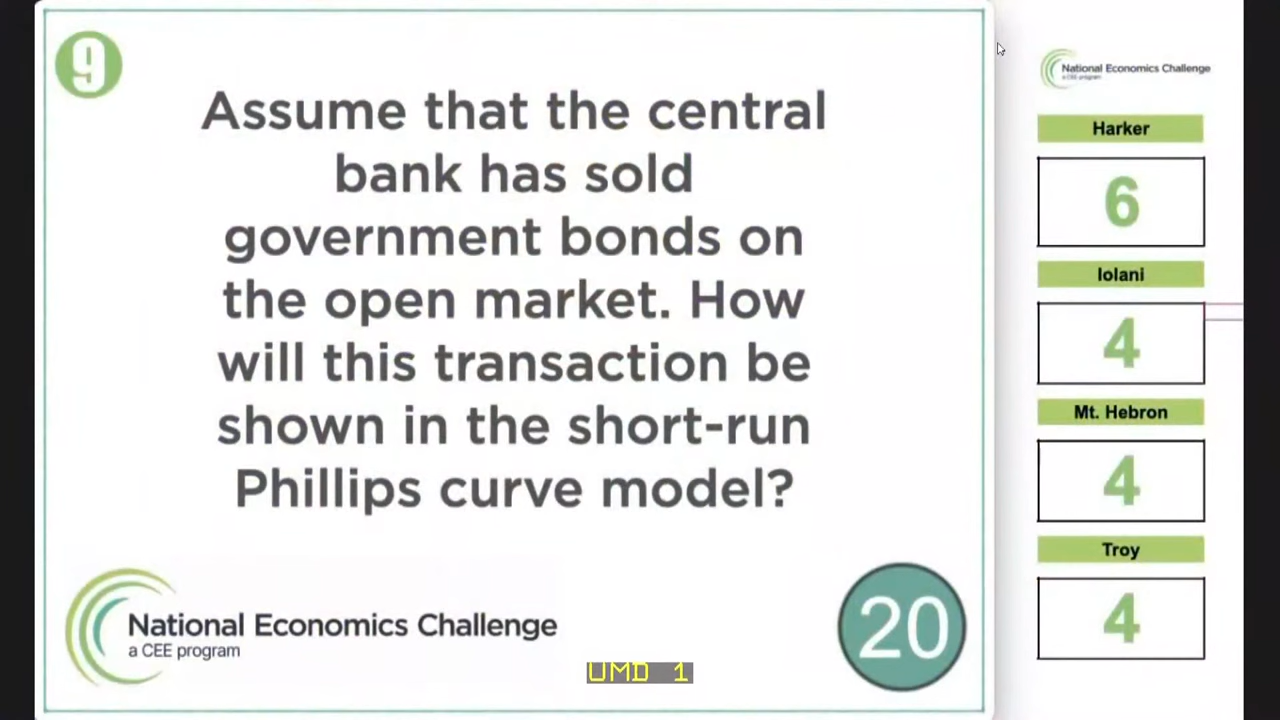 9
Assume that the central
bank has sold
government bonds on
the open market. How
will this transaction be
shown in the short-run
Phillips curve model?
National Economics Challenge
a CEE program
20
UMD 1
National Economics Challenge
a CEE program
Harker
6
Iolani
4
Mt. Hebron
4
Troy
4